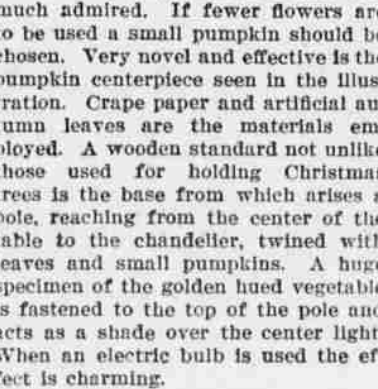 much admired. If fewer flowers are
to be used a small pumpkin should be
chosen. Very novel and effective is the
pumpkin centerpiece seen in the illus
tration. Crape paper and artificial au
tumn leaves are the materials em
ployed. A wooden standard not unlike
those used for holding Christmas
trees is the base from which arises a
pole, reaching from the center of the
table to the chandelier, twined with
leaves and small pumpkins. A huge
specimen of the golden hued vegetable
is fastened to the top of the pole and
acts as a shade over the center light.
When an electric bulb is used the ef
fect is charming.